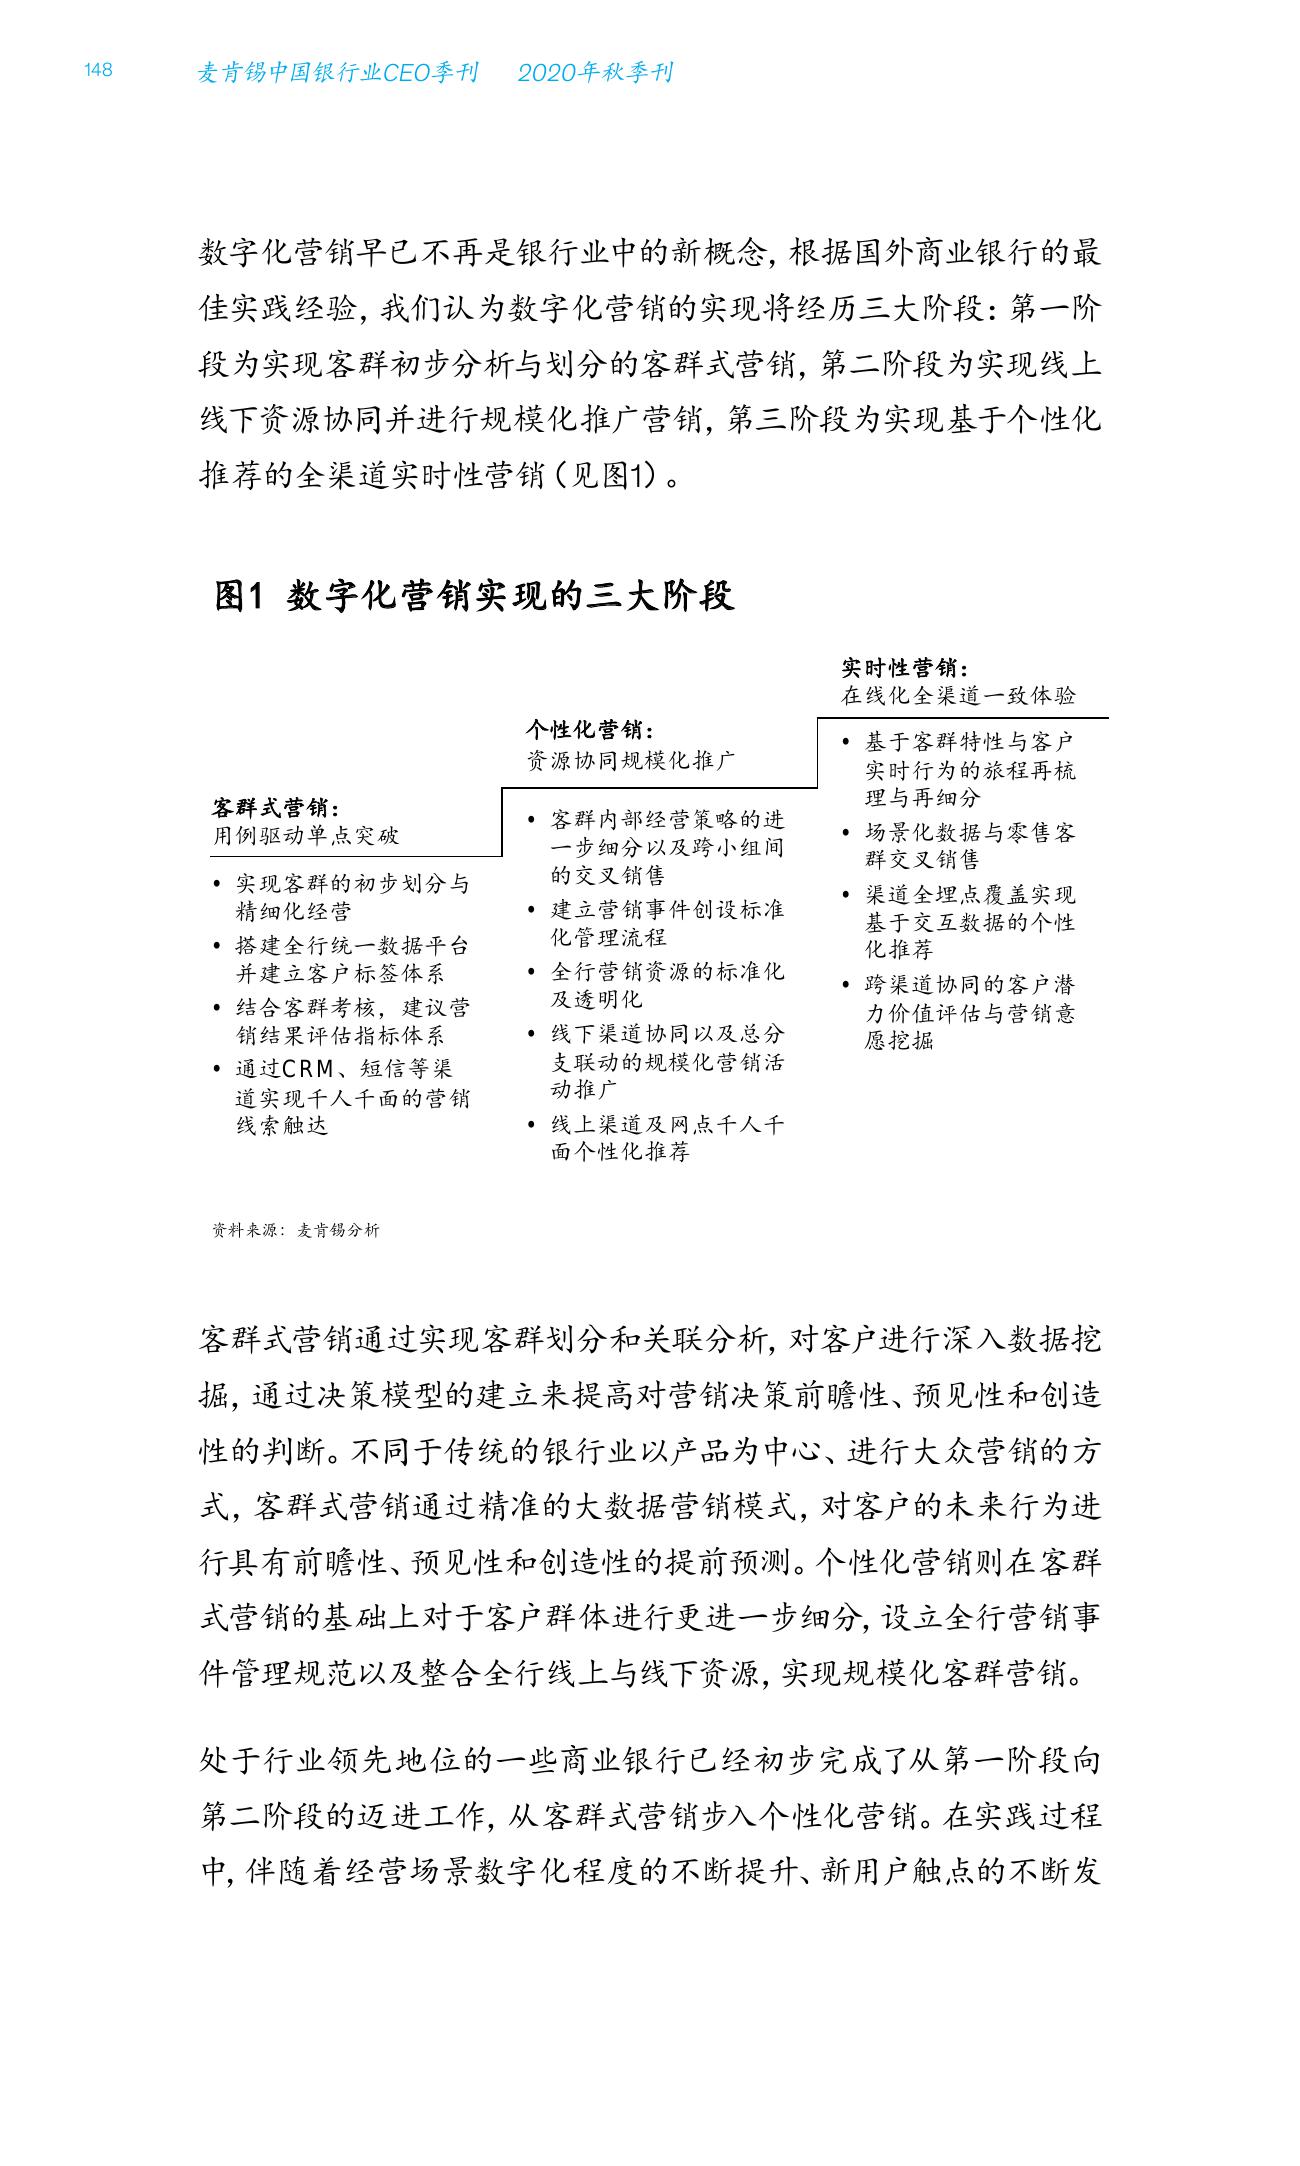 148 麦肯锡中国银行业CEO季刊 2020年秋季刊
数字化营销早已不再是银行业中的新概念,根据国外商业银行的最
佳实践经验,我们认为数字化营销的实现将经历三大阶段:第一阶
段为实现客群初步分析与划分的客群式营销,第二阶段为实现线上
线下资源协同并进行规模化推广营销,第三阶段为实现基于个性化
推荐的全渠道实时性营销(见图1)。
图1 数字化营销实现的三大阶段
客群式营销:
用例驱动单点突破
• 实现客群的初步划分与
精细化经营
• 搭建全行统一数据平台
并建立客户标签体系
• 结合客群考核，建议营
销结果评估指标体系
• 通过CRM、短信等渠
道实现千人千面的营销
线索触达
个性化营销:
资源协同规模化推广
• 客群内部经营策略的进
一步细分以及跨小组间
的交叉销售
• 建立营销事件创设标准
化管理流程
• 全行营销资源的标准化
及透明化
• 线下渠道协同以及总分
支联动的规模化营销活
动推广
• 线上渠道及网点千人千
面个性化推荐
实时性营销:
在线化全渠道一致体验
• 基于客群特性与客户
实时行为的旅程再梳
理与再细分
• 场景化数据与零售客
群交叉销售
• 渠道全埋点覆盖实现
基于交互数据的个性
化推荐
• 跨渠道协同的客户潜
力价值评估与营销意
愿挖掘
资料来源：麦肯锡分析
客群式营销通过实现客群划分和关联分析,对客户进行深入数据挖
掘,通过决策模型的建立来提高对营销决策前瞻性、预见性和创造
性的判断。不同于传统的银行业以产品为中心、进行大众营销的方
式,客群式营销通过精准的大数据营销模式,对客户的未来行为进
行具有前瞻性、预见性和创造性的提前预测。个性化营销则在客群
式营销的基础上对于客户群体进行更进一步细分,设立全行营销事
件管理规范以及整合全行线上与线下资源,实现规模化客群营销。
处于行业领先地位的一些商业银行已经初步完成了从第一阶段向
第二阶段的迈进工作,从客群式营销步入个性化营销。在实践过程
中,伴随着经营场景数字化程度的不断提升、新用户触点的不断发